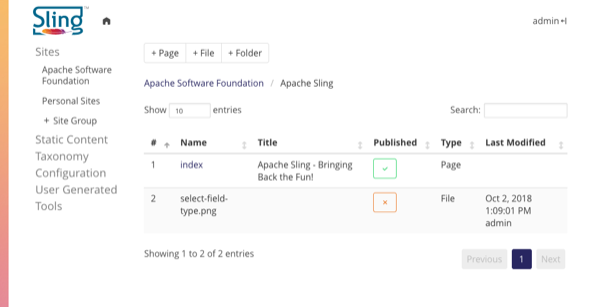 Sling
admin
Sites
Apache Software
Foundation
Personal Sites
+ Site Group
Static Content
Taxonomy
Configuration
User Generated
Tools
+ Page + File + Folder
Apache Software Foundation / Apache Sling
Show 10 entries Search:
# Name Title Published Type Last Modified
1 index Apache Sling - Bringing Back the Fun! Page
2 select-field-type.png File Oct 2, 2018 1:09:01 PM admin
Showing 1 to 2 of 2 entries
Previous 1 Next